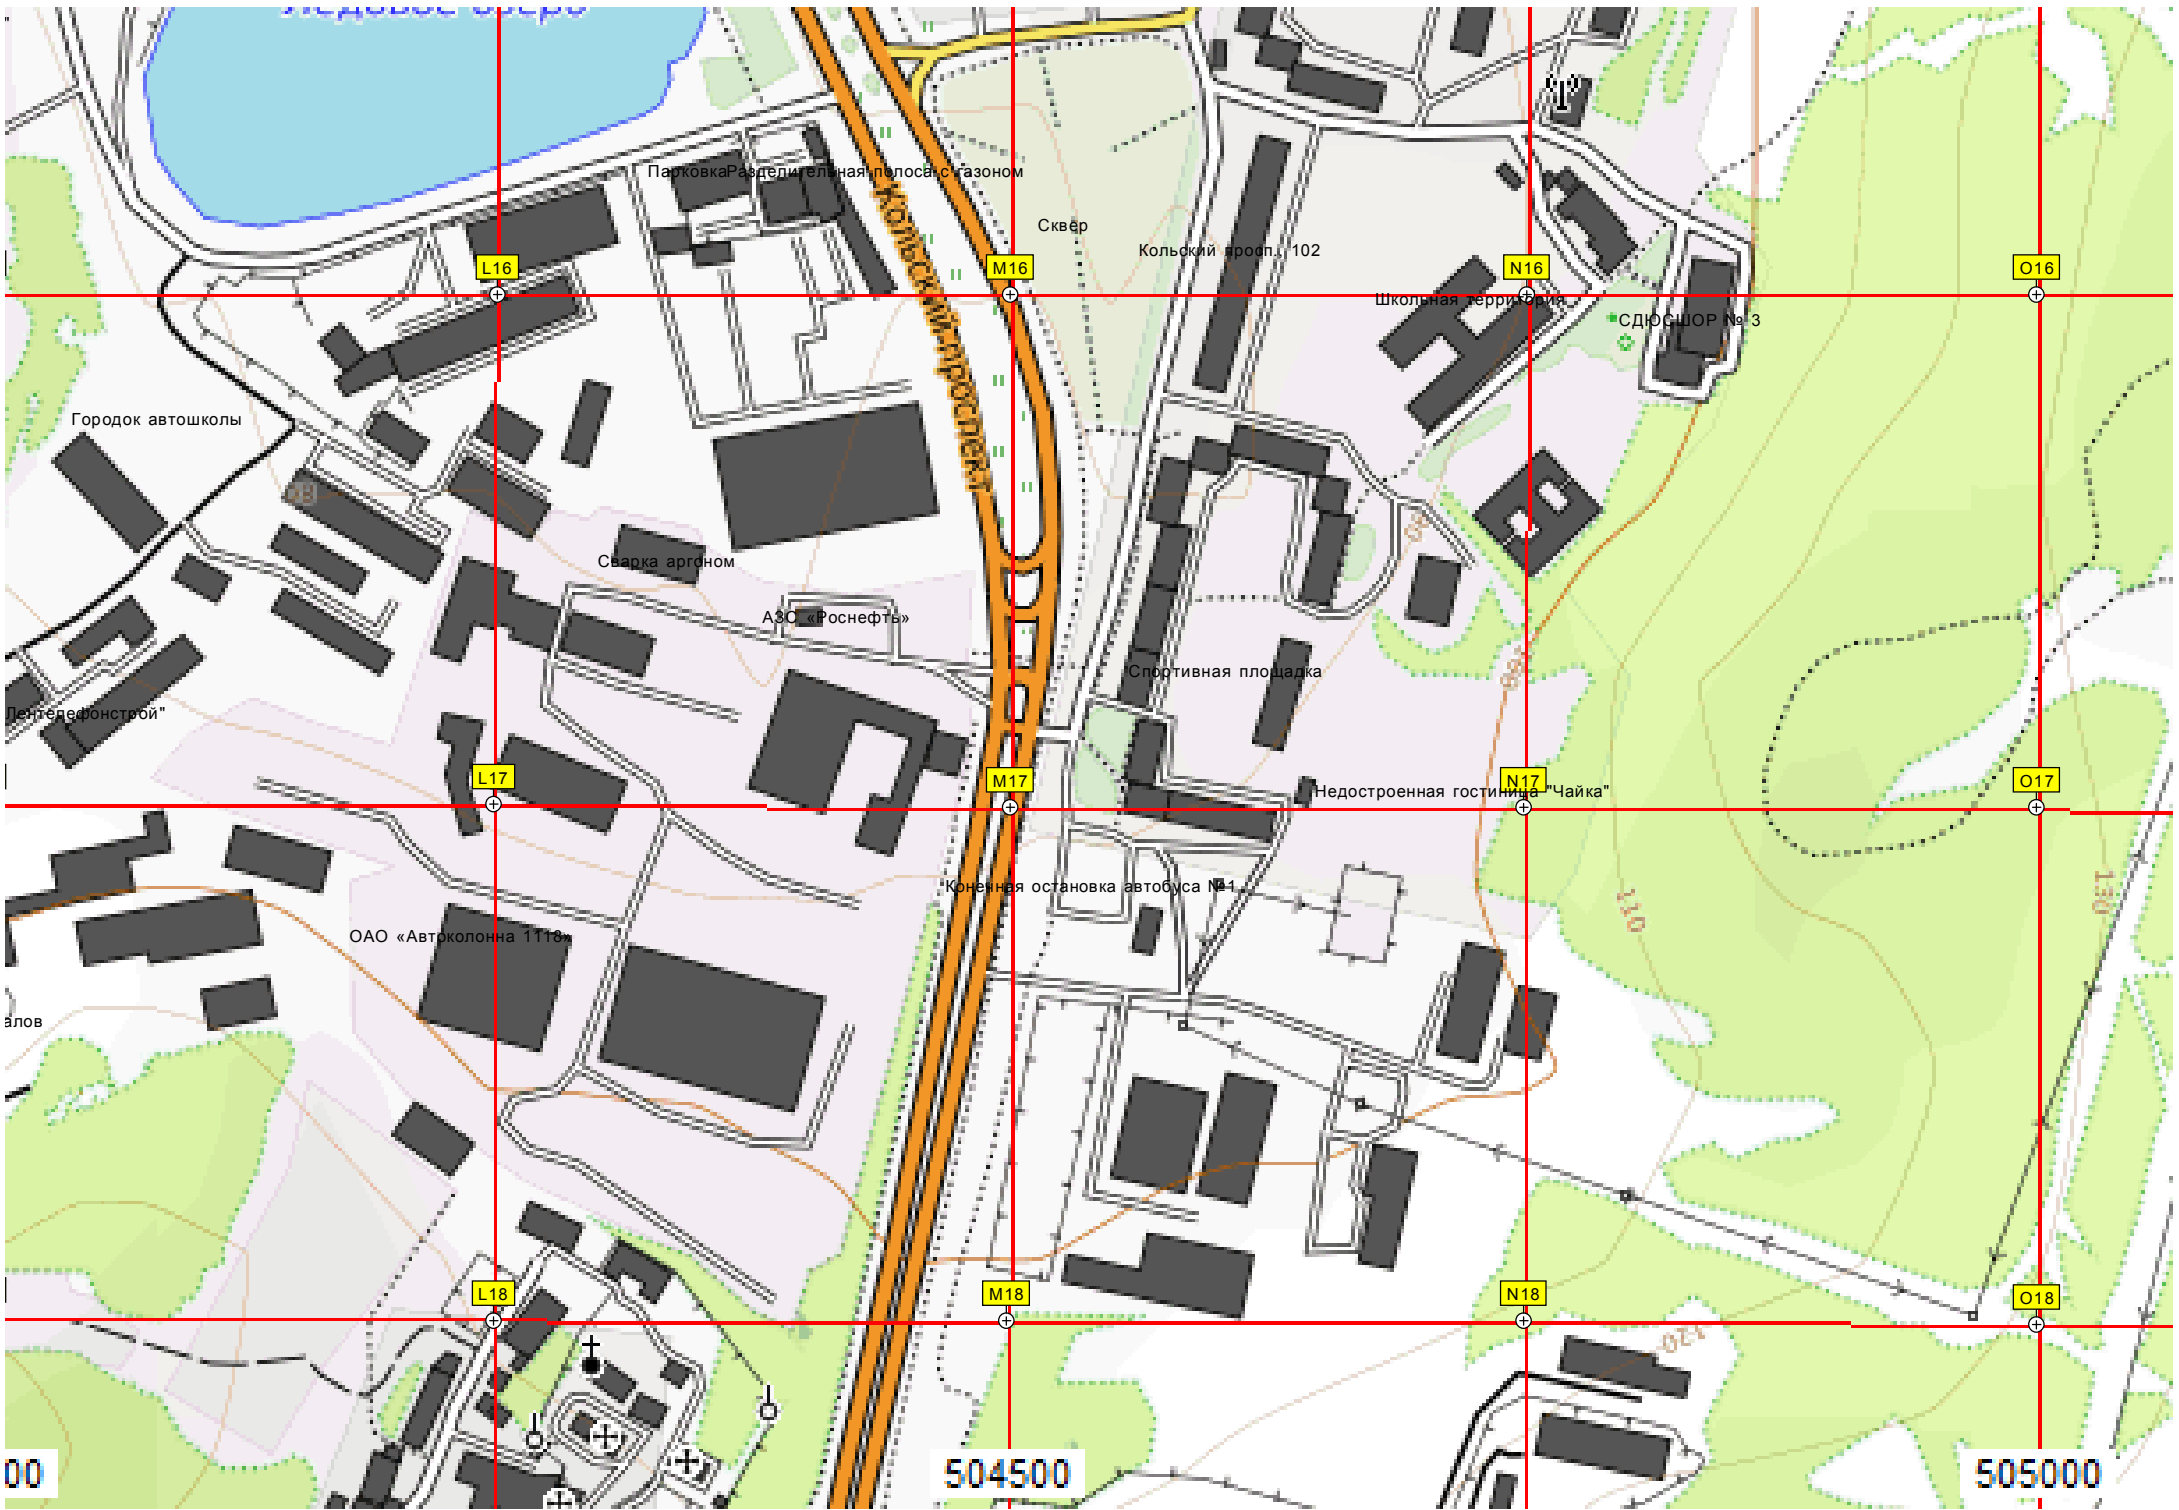 Ледовое озеро
ПарковкаРазделительная полоса с газоном
Сквер
Кольский просп., 102
L16
M16
N16
O16
Школьная территория
СДЮСШОР № 3
Кольский проспект
Городок автошколы
Сварка аргоном
АЗС «Роснефть»
Спортивная площадка
Лентелефонстрой"
L17
M17
N17
O17
Недостроенная гостиница "Чайка"
Конечная остановка автобуса №1
110
130
ОАО «Автоколонна 1118»
алов
L18
M18
N18
O18
120
00
504500
505000